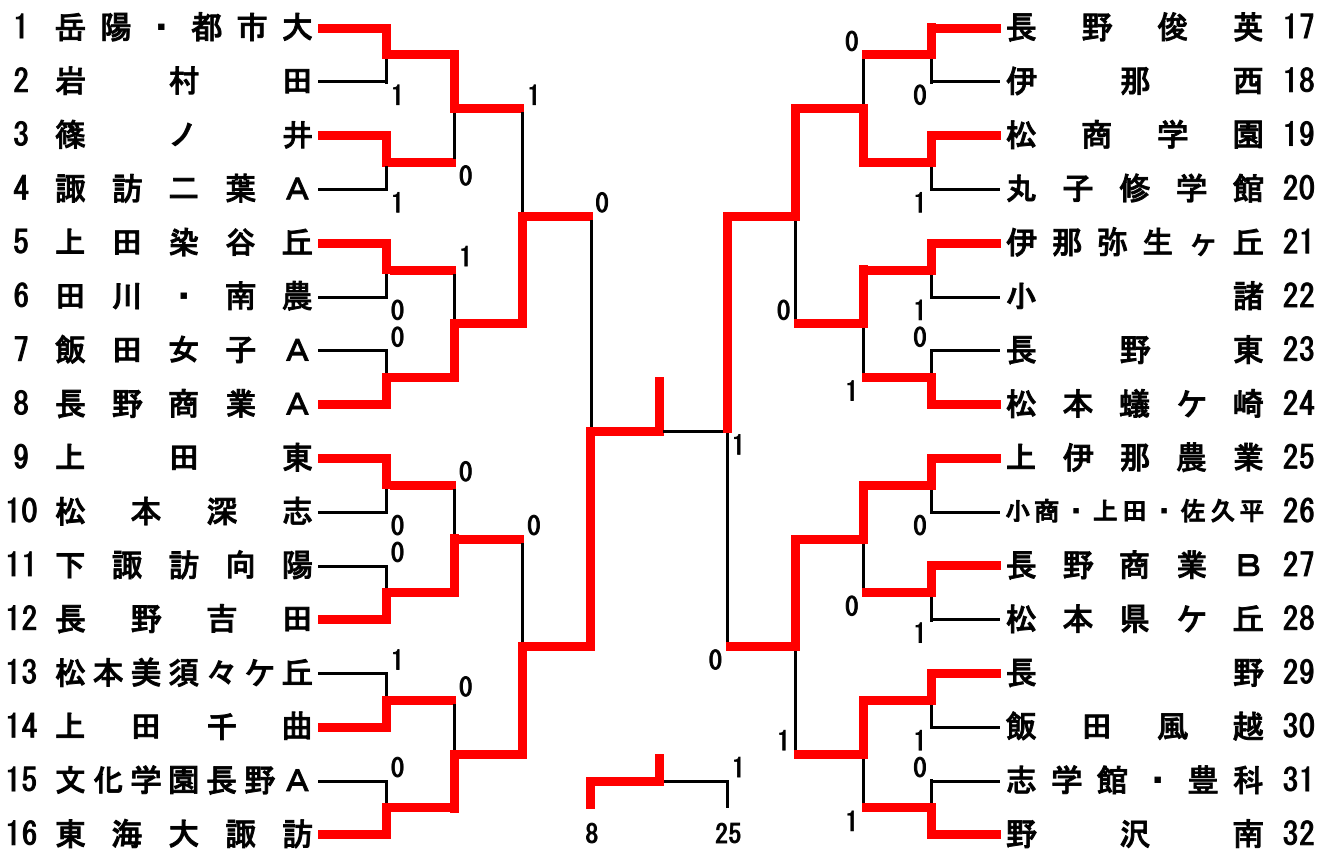 1 岳陽・都市大
長野俊英 17
0
2 岩村田
伊那西 18
1
1
0
3 篠ノ井
松商学園 19
0
4 諏訪二葉A
丸子修学館 20
1
0
1
5 上田染谷丘
伊那弥生ヶ丘 21
1
6 田川・南農
小諸 22
0
0
1
0
0
7 飯田女子A
長野東 23
1
8 長野商業A
松本蟻ケ崎 24
1
9 上田東
上伊那農業 25
0
10 松本深志
小商・上田・佐久平 26
0
0
0
0
11 下諏訪向陽
長野商業B 27
0
12 長野吉田
松本県ケ丘 28
1
13 松本美須々ケ丘
長野 29
1
0
0
14 上田千曲
飯田風越 30
1
1
0
1
0
15 文化学園長野A
志学館・豊科 31
1
16 東海大諏訪
野沢南 32
8
25